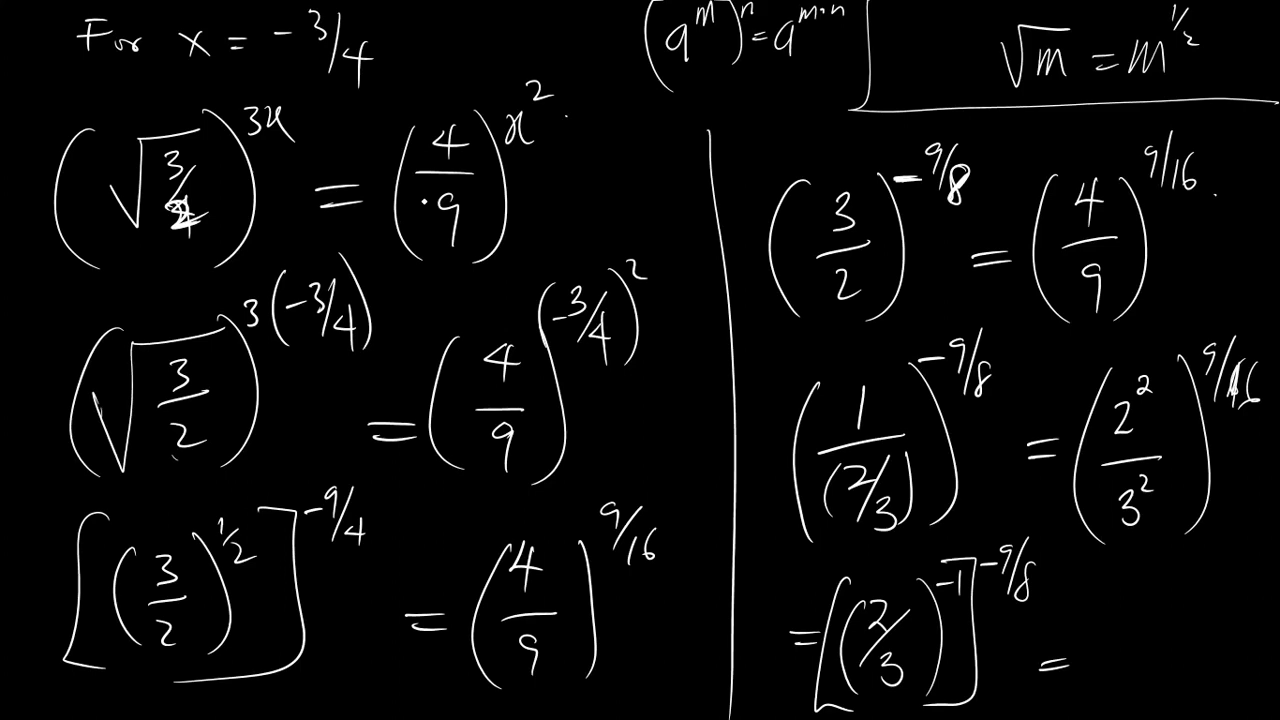 For x = -3/4
(a^m)^n = a^{m·n}
√m = m^{1/2}
(√(3/2))^{3x} = (4/9)^{x^2}
(√(3/2))^{3(-3/4)} = (4/9)^{(-3/4)^2}
[(3/2)^{1/2}]^{-9/4} = (4/9)^{9/16}
(3/2)^{-9/8} = (4/9)^{9/16}
(1/(2/3))^{-9/8} = (2^2/3^2)^{9/16}
= [(2/3)^{-1}]^{-9/8} =